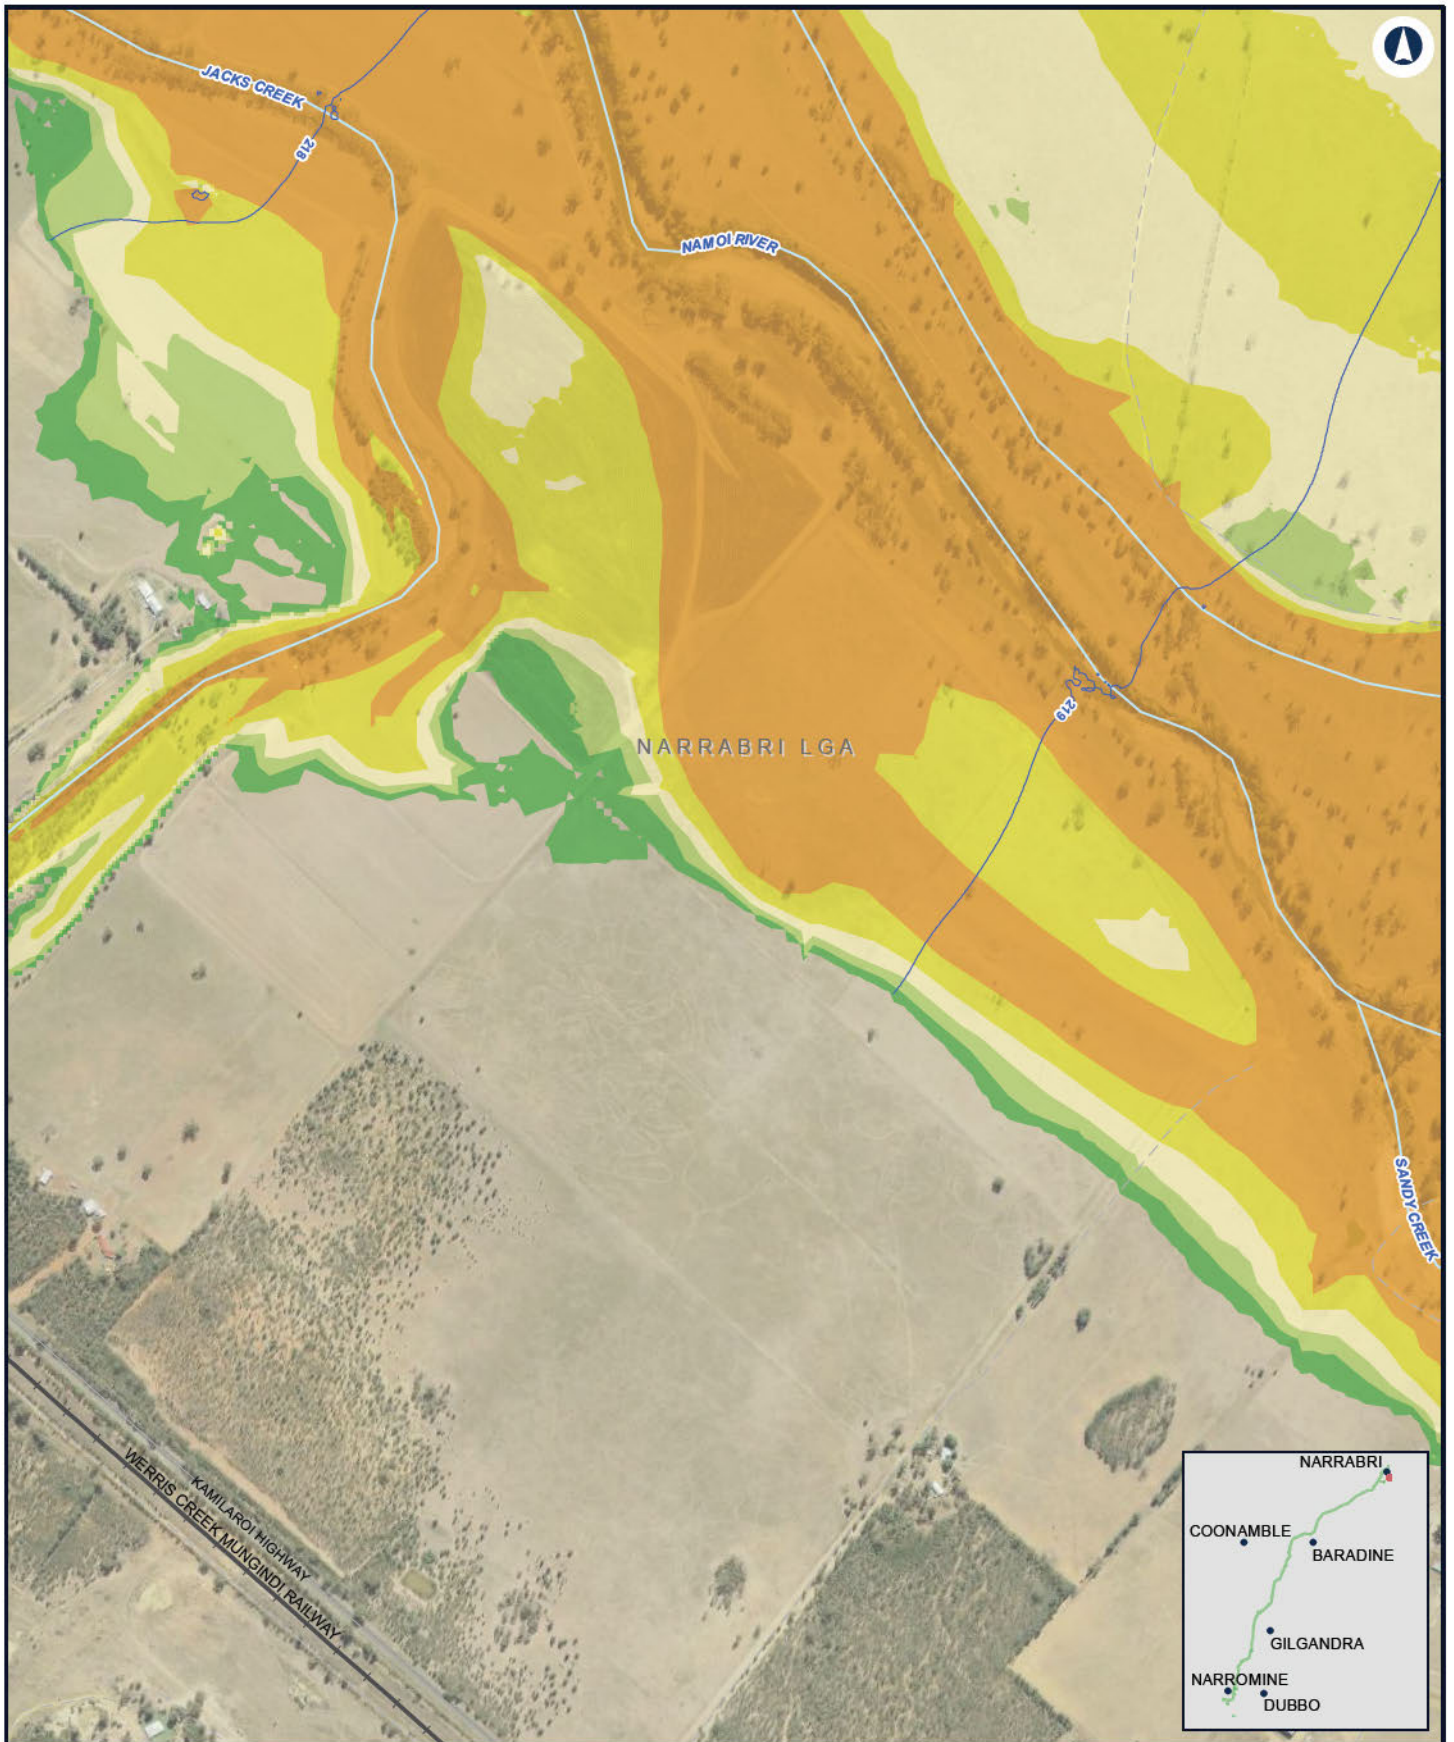 JACKS CREEK
218
NAMOI RIVER
219
NARRABRI LGA
SANDY CREEK
KAMILAROI HIGHWAY
WERRIS CREEK MUNGINDI RAILWAY
NARRABRI
COONAMBLE
BARADINE
GILGANDRA
NARROMINE
DUBBO